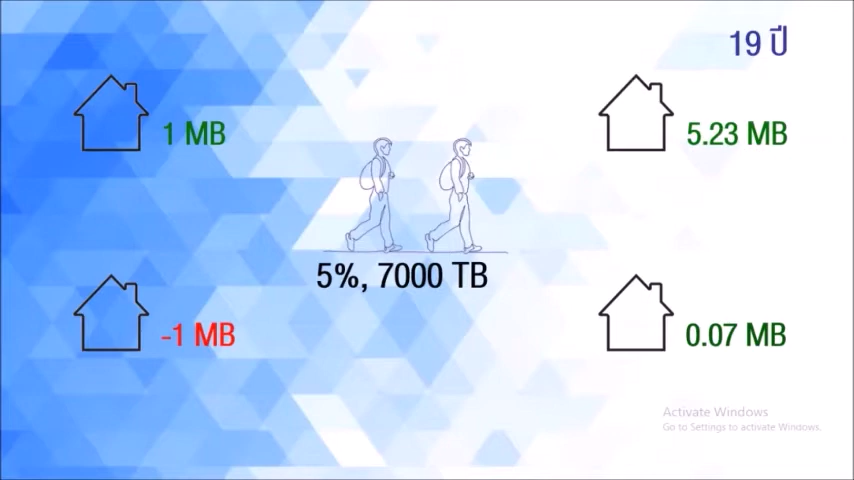 19 ปี
1 MB
5.23 MB
5%, 7000 TB
-1 MB
0.07 MB
Activate Windows
Go to Settings to activate Windows.